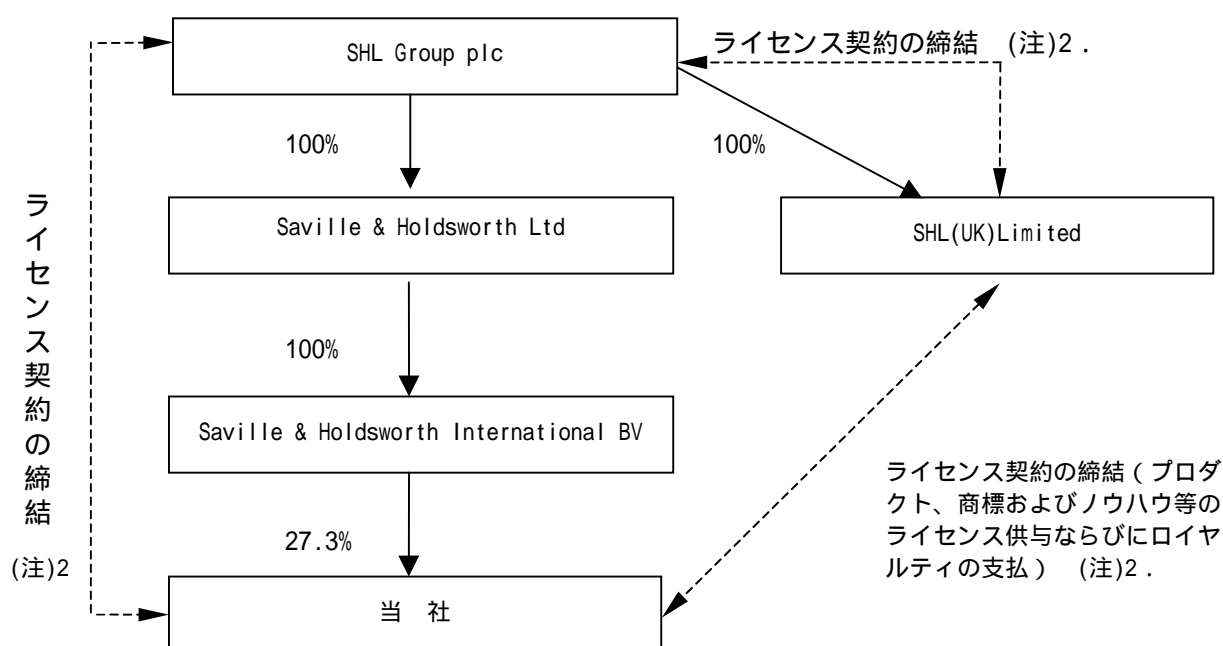 SHL Group plc
ライセンス契約の締結 (注)2.
100%
100%
Saville & Holdsworth Ltd
SHL(UK)Limited
ライセンス契約の締結
(注)2
100%
Saville & Holdsworth International BV
27.3%
ライセンス契約の締結(プロダ
クト、商標およびノウハウ等の
ライセンス供与ならびにロイヤ
ルティの支払) (注)2.
当 社